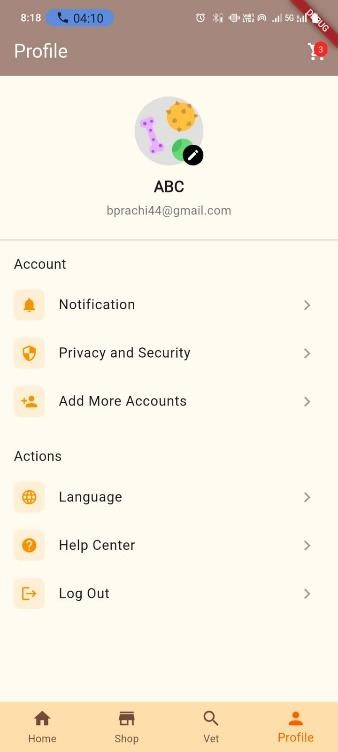 8:18 04:10 5G DEBUG
Profile 3
ABC
bprachi44@gmail.com
Account
Notification
Privacy and Security
Add More Accounts
Actions
Language
Help Center
Log Out
Home Shop Vet Profile